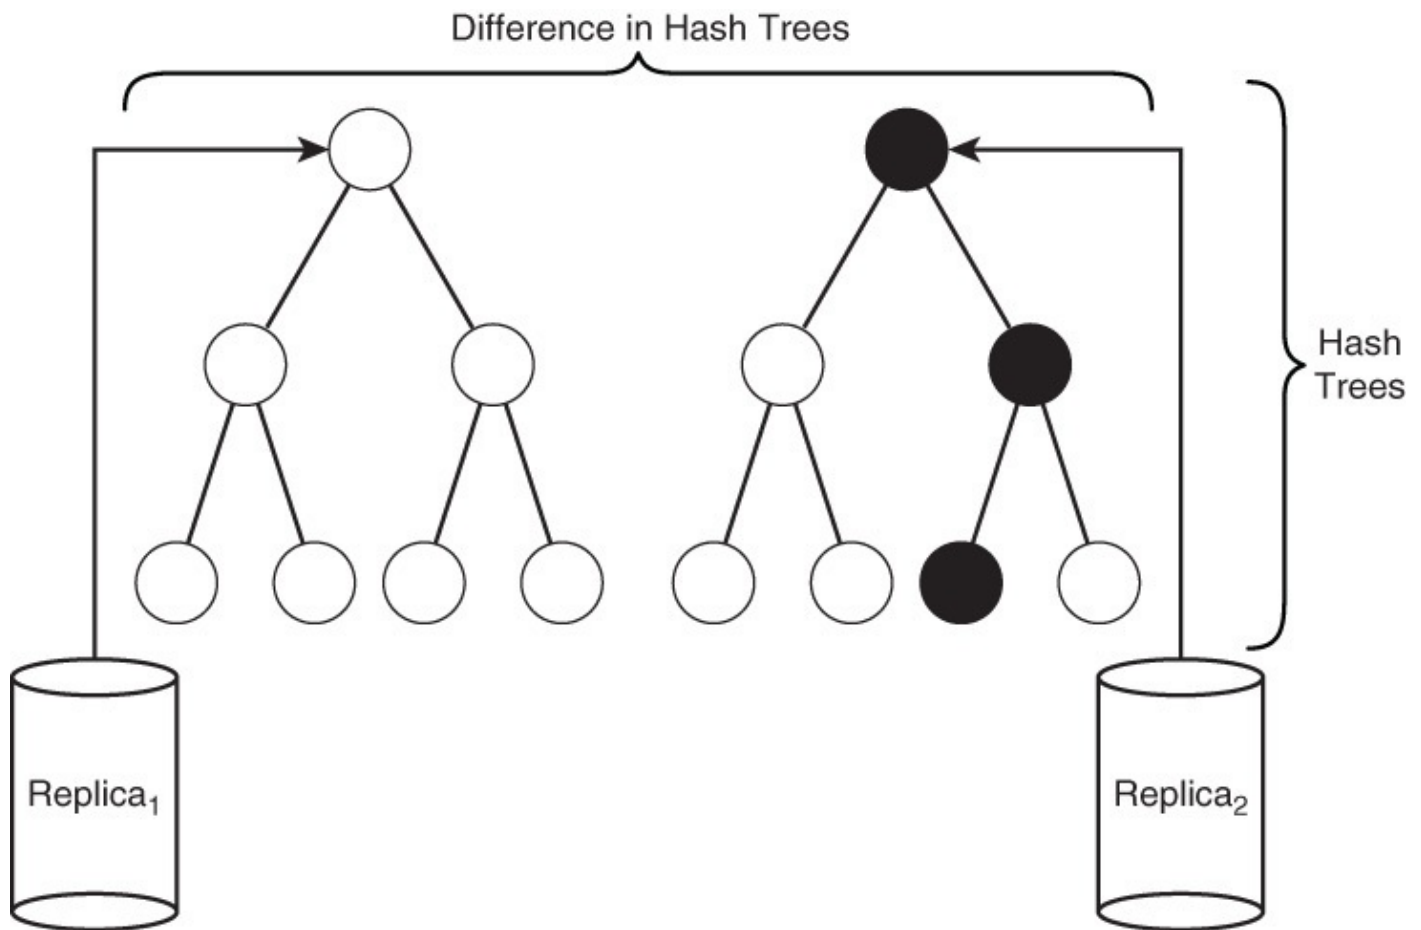 Difference in Hash Trees
Hash
Trees
Replica₁
Replica₂